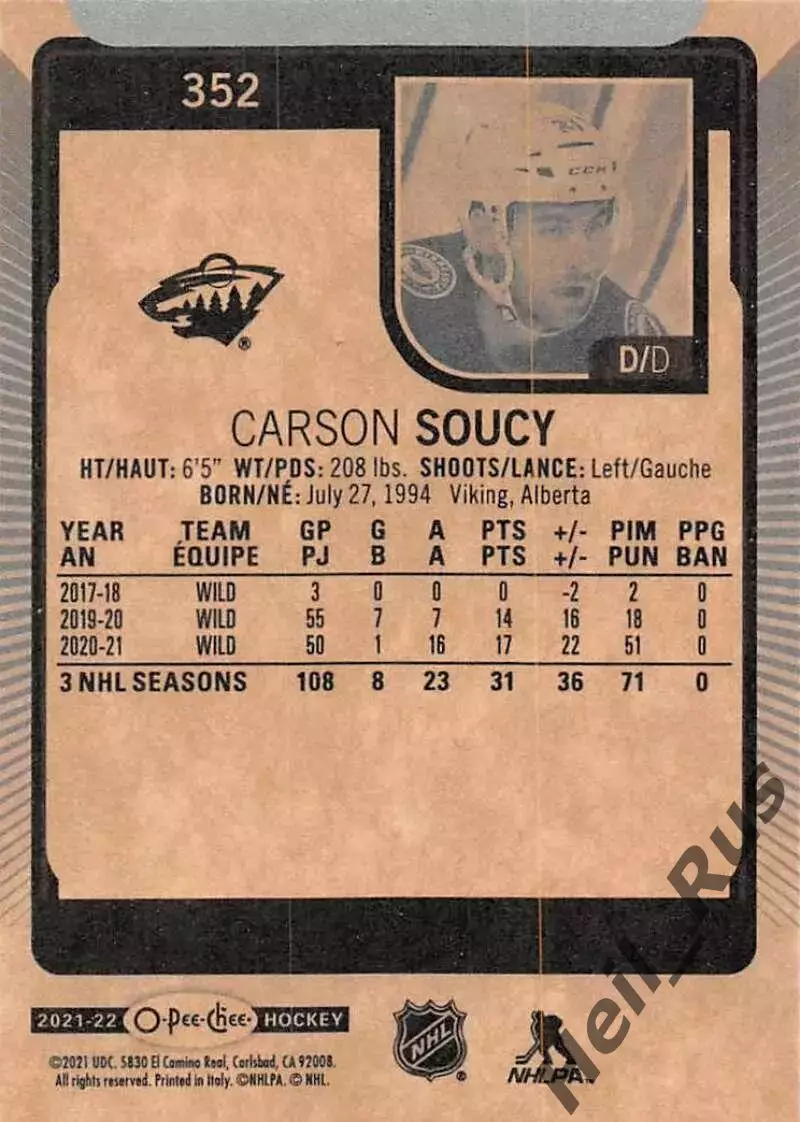 352
CCM
D/D
CARSON SOUCY
HT/HAUT: 6'5" WT/PDS: 208 lbs. SHOOTS/LANCE: Left/Gauche
BORN/NÉ: July 27, 1994 Viking, Alberta
YEAR TEAM GP G A PTS +/- PIM PPG
AN ÉQUIPE PJ B A PTS +/- PUN BAN
2017-18 WILD 3 0 0 0 -2 2 0
2019-20 WILD 55 7 7 14 16 18 0
2020-21 WILD 50 1 16 17 22 51 0
3 NHL SEASONS 108 8 23 31 36 71 0
2021-22 O-Pee-Chee HOCKEY
NHL ®
NHLPA™
©2021 UDC. 5830 El Camino Real, Carlsbad, CA 92008.
All rights reserved. Printed in Italy. ©NHLPA. © NHL.
Neil_Rus